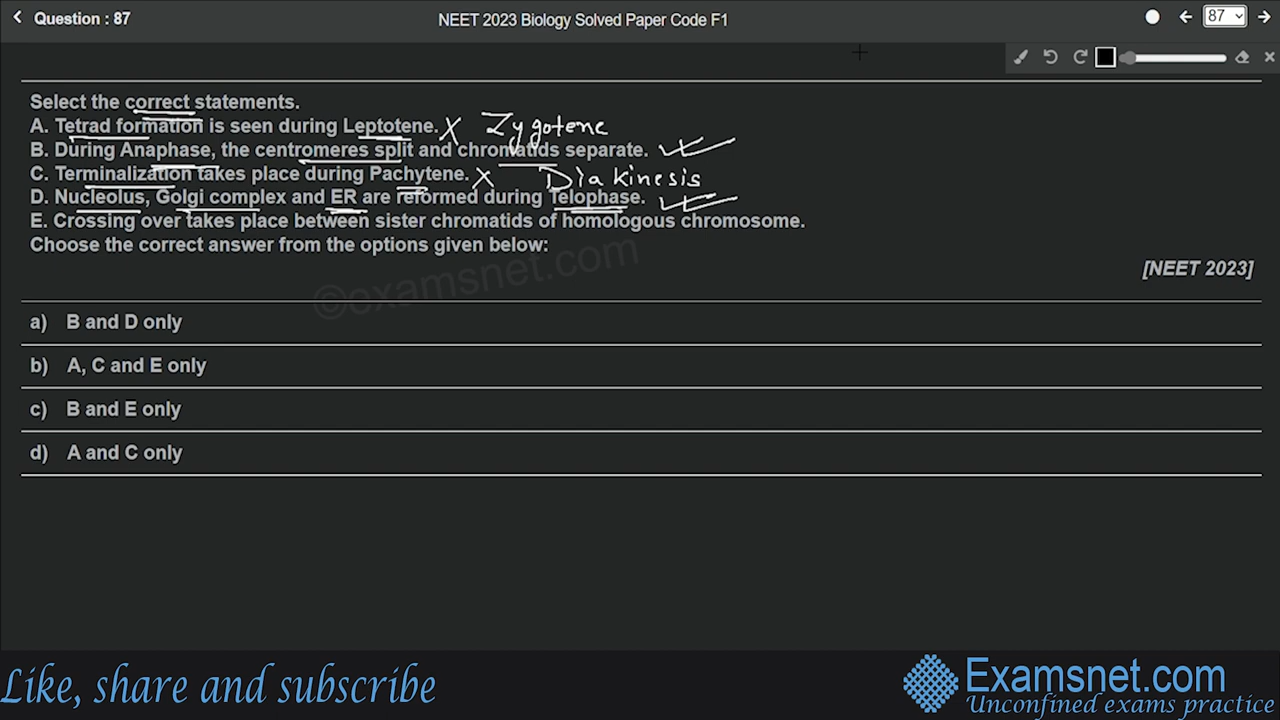 Question : 87 NEET 2023 Biology Solved Paper Code F1 87
Select the correct statements.
A. Tetrad formation is seen during Leptotene. X Zygotene
B. During Anaphase, the centromeres split and chromatids separate.
C. Terminalization takes place during Pachytene. X Diakinesis
D. Nucleolus, Golgi complex and ER are reformed during Telophase.
E. Crossing over takes place between sister chromatids of homologous chromosome.
Choose the correct answer from the options given below:
©examsnet.com
[NEET 2023]
a) B and D only
b) A, C and E only
c) B and E only
d) A and C only
Like, share and subscribe
Examsnet.com
Unconfined exams practice